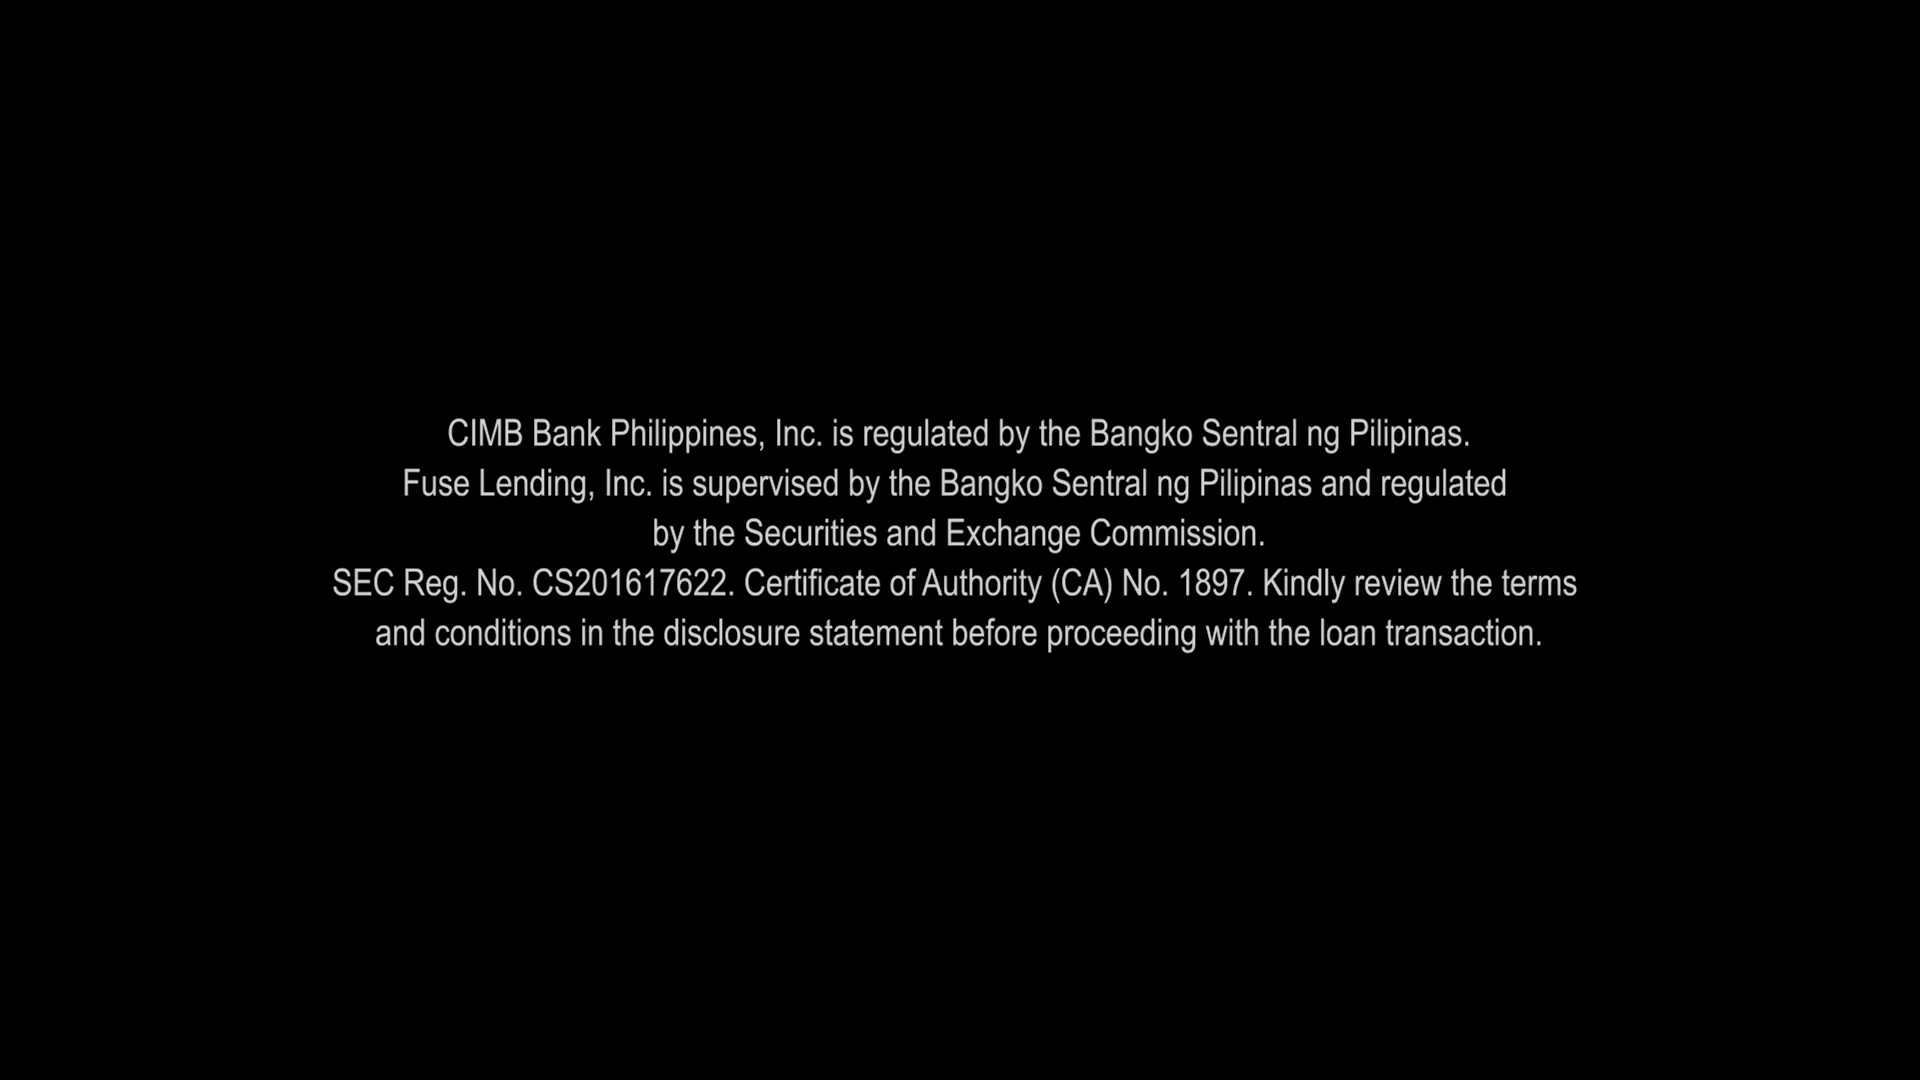 CIMB Bank Philippines, Inc. is regulated by the Bangko Sentral ng Pilipinas.
Fuse Lending, Inc. is supervised by the Bangko Sentral ng Pilipinas and regulated
by the Securities and Exchange Commission.
SEC Reg. No. CS201617622. Certificate of Authority (CA) No. 1897. Kindly review the terms
and conditions in the disclosure statement before proceeding with the loan transaction.